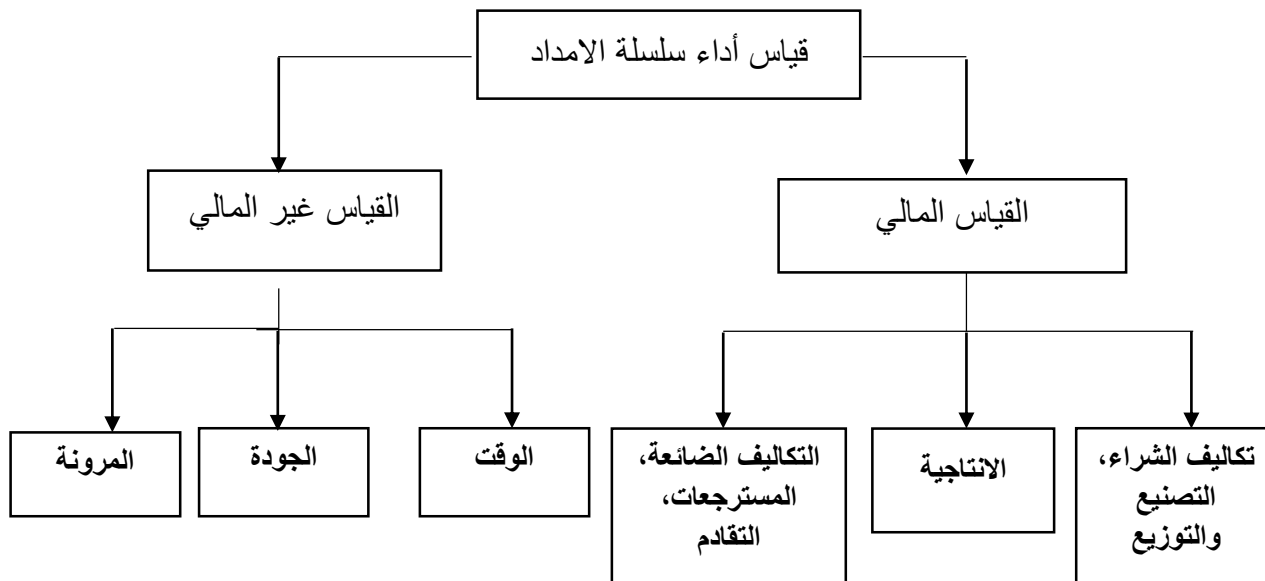 قياس أداء سلسلة الامداد
القياس المالي
القياس غير المالي
تكاليف الشراء،
التصنيع
والتوزيع
الانتاجية
التكاليف الضائعة،
المسترجعات،
التقادم
الوقت
الجودة
المرونة